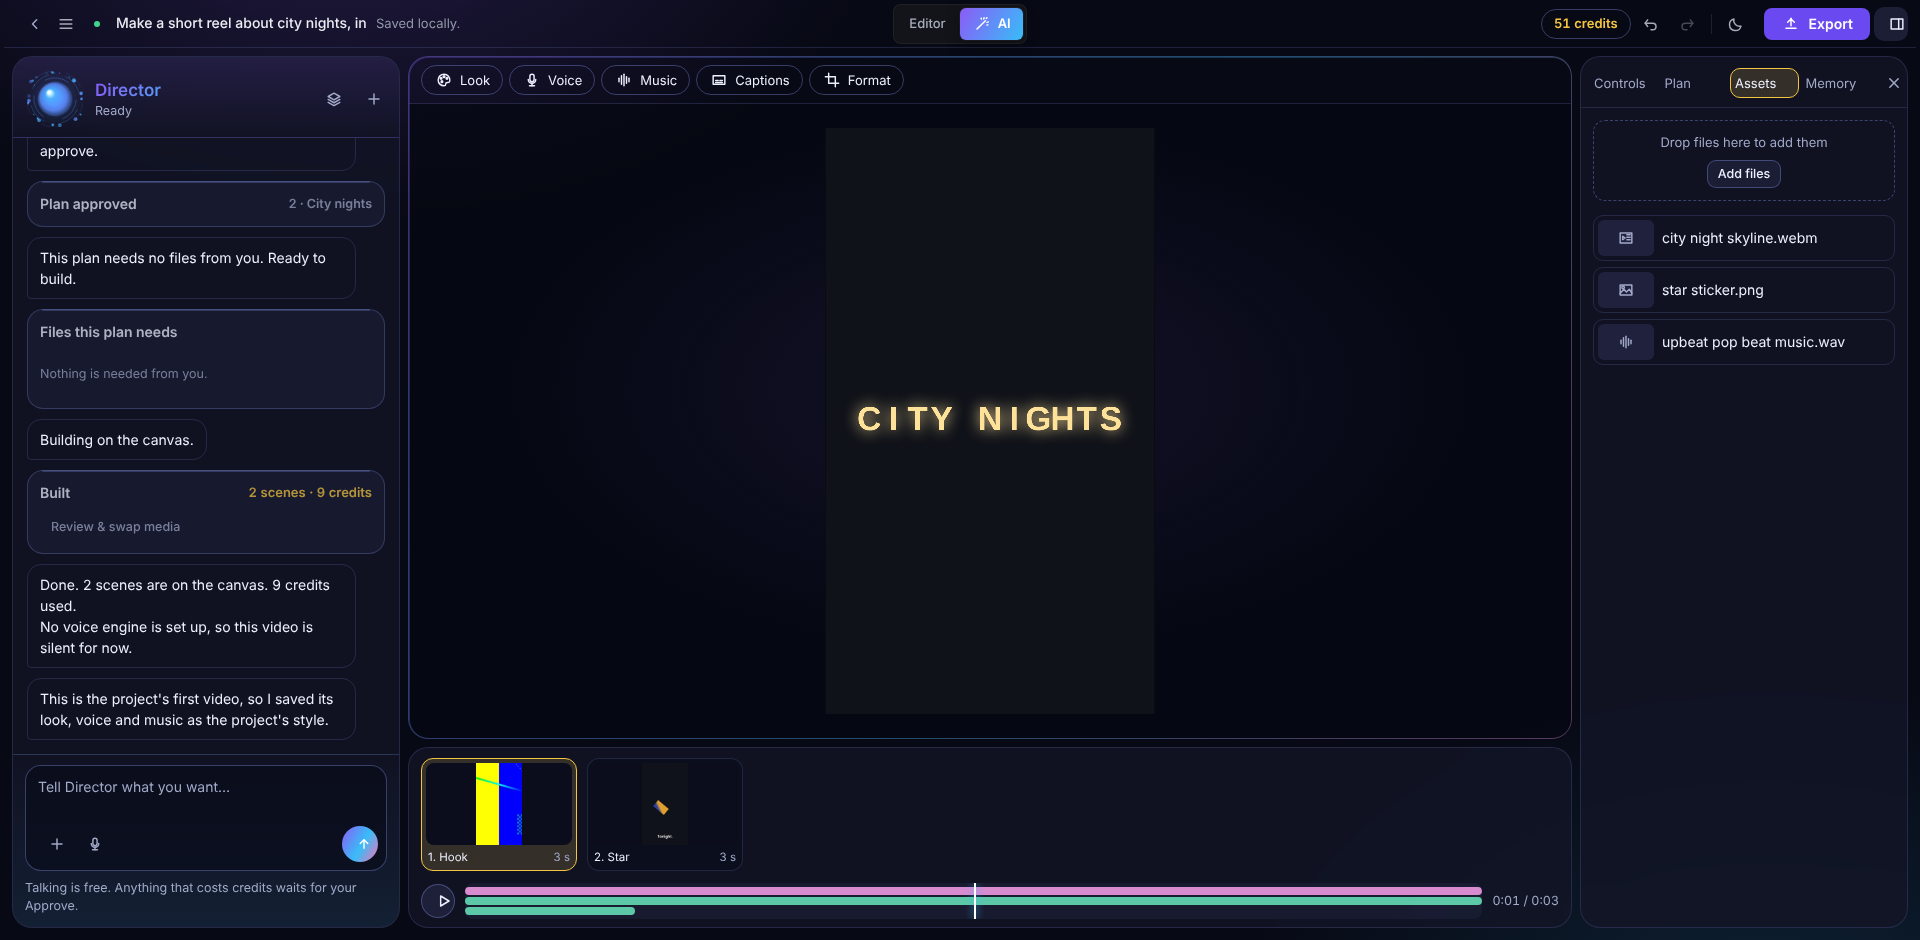 Make a short reel about city nights, in
Saved locally.
Editor
AI
51 credits
Export
Director
Ready
approve.
Plan approved
2 · City nights
This plan needs no files from you. Ready to
build.
Files this plan needs
Nothing is needed from you.
Building on the canvas.
Built
2 scenes · 9 credits
Review & swap media
Done. 2 scenes are on the canvas. 9 credits
used.
No voice engine is set up, so this video is
silent for now.
This is the project's first video, so I saved its
look, voice and music as the project's style.
Tell Director what you want...
Talking is free. Anything that costs credits waits for your
Approve.
Look
Voice
Music
Captions
Format
CITY NIGHTS
1. Hook
3 s
Tonight.
2. Star
3 s
0:01 / 0:03
Controls
Plan
Assets
Memory
Drop files here to add them
Add files
city night skyline.webm
star sticker.png
upbeat pop beat music.wav